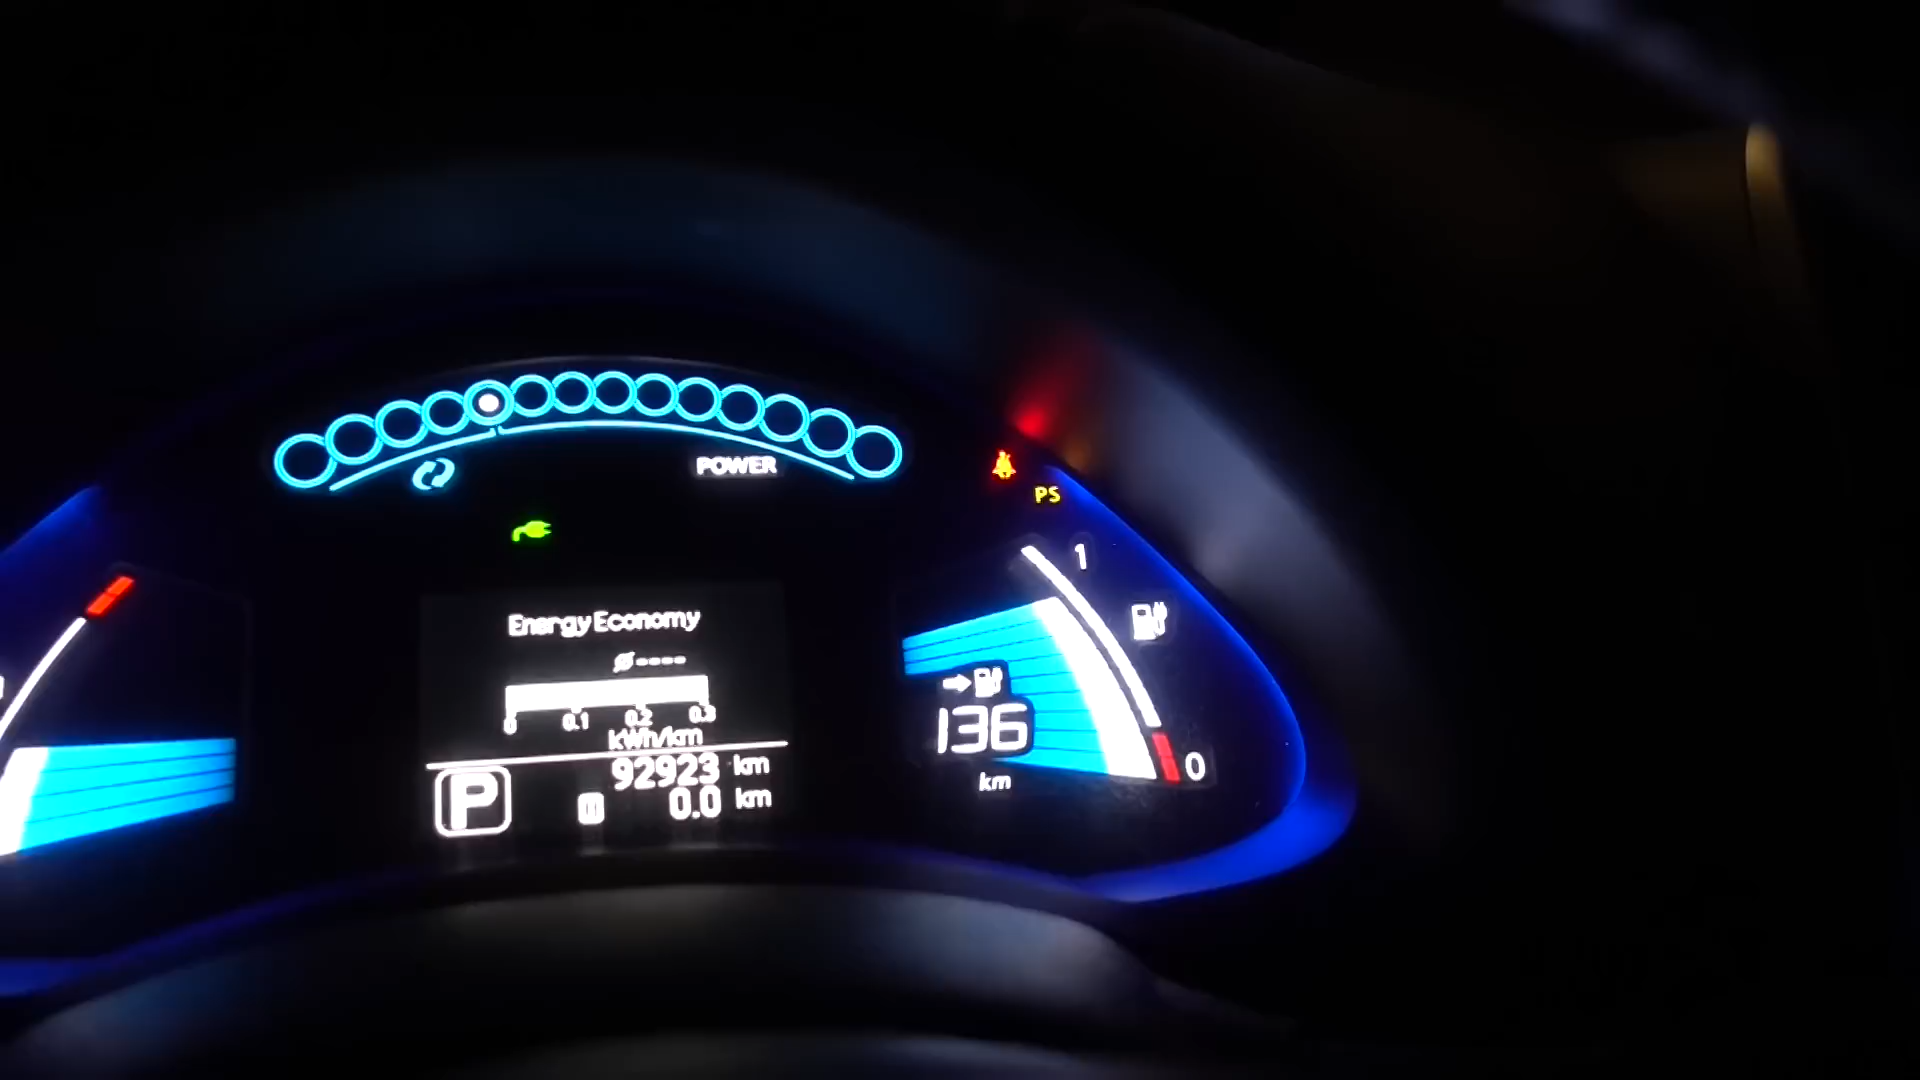 POWER
PS
1
Energy Economy
Ø----
0 0.1 0.2 0.3
kWh/km
136
km
0
92923 km
P 0.0 km